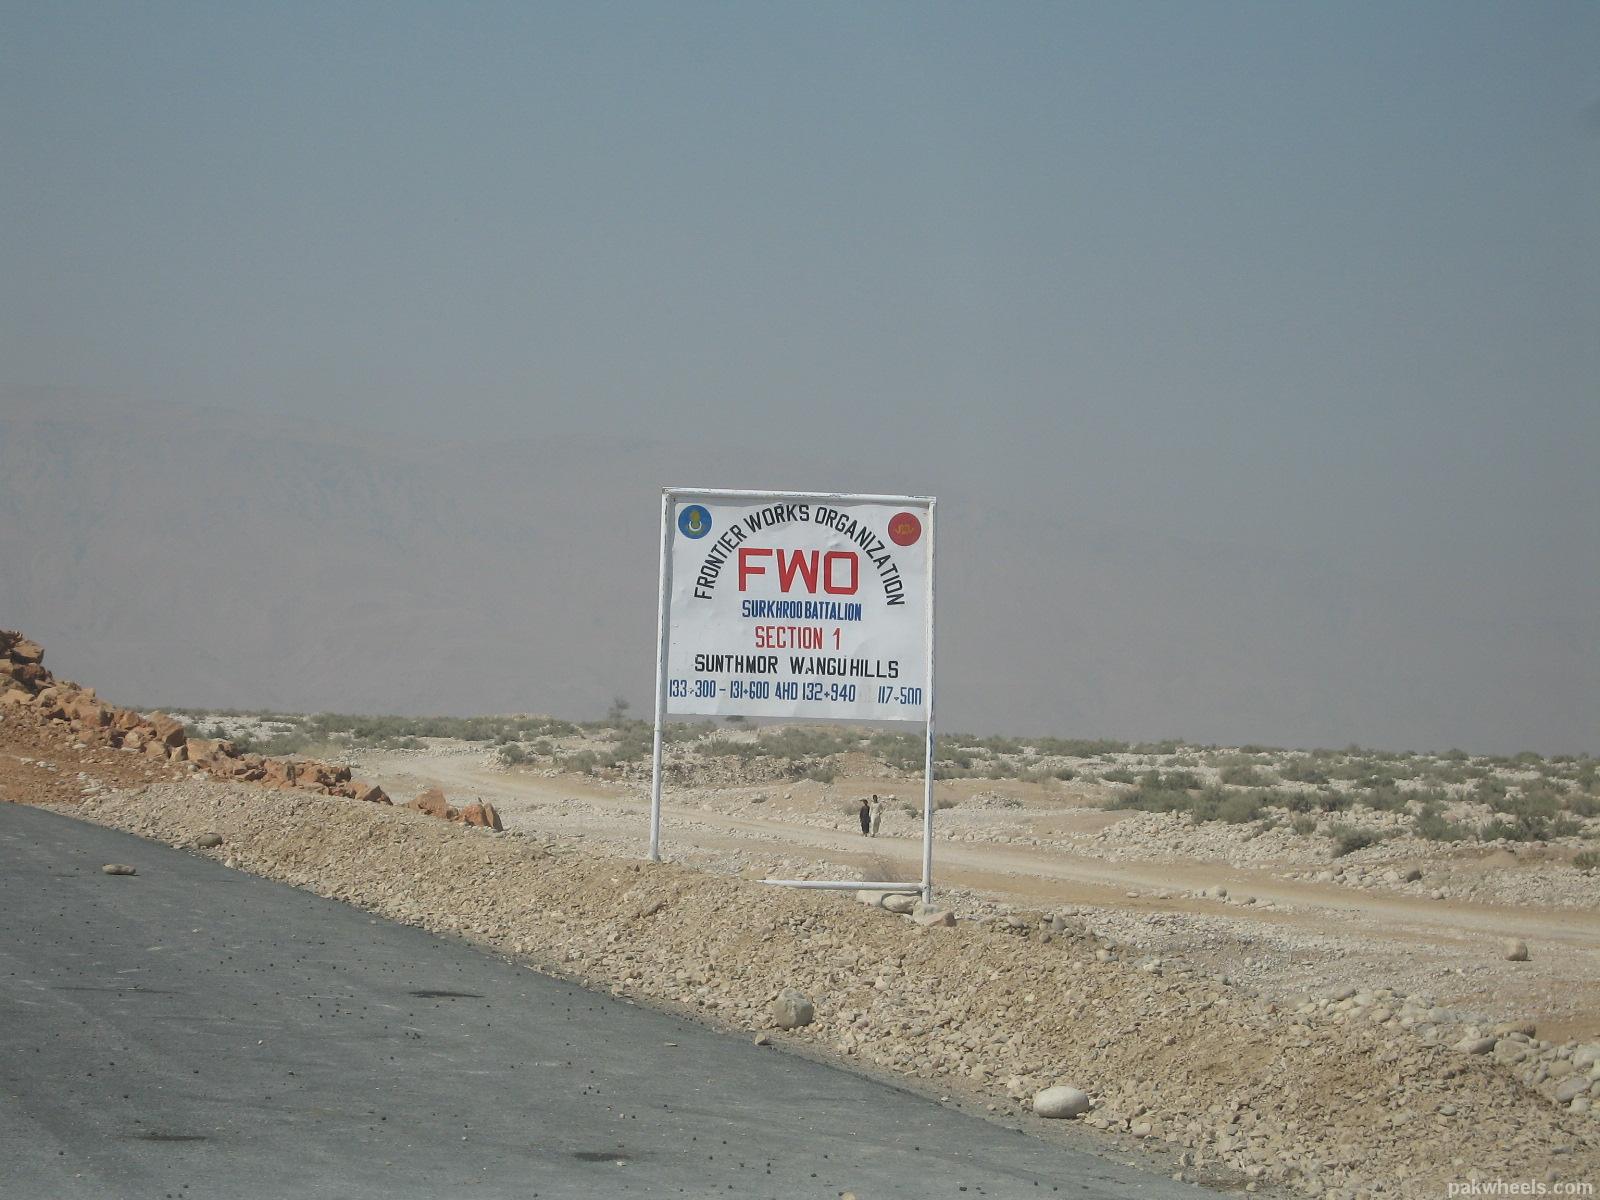 FRONTIER WORKS ORGANIZATION
FWO
SURKHROO BATTALION
SECTION 1
SUNTHMOR WANGU HILLS
133+300 - 131+600 AHD 132+940 117+500
pakwheels.com